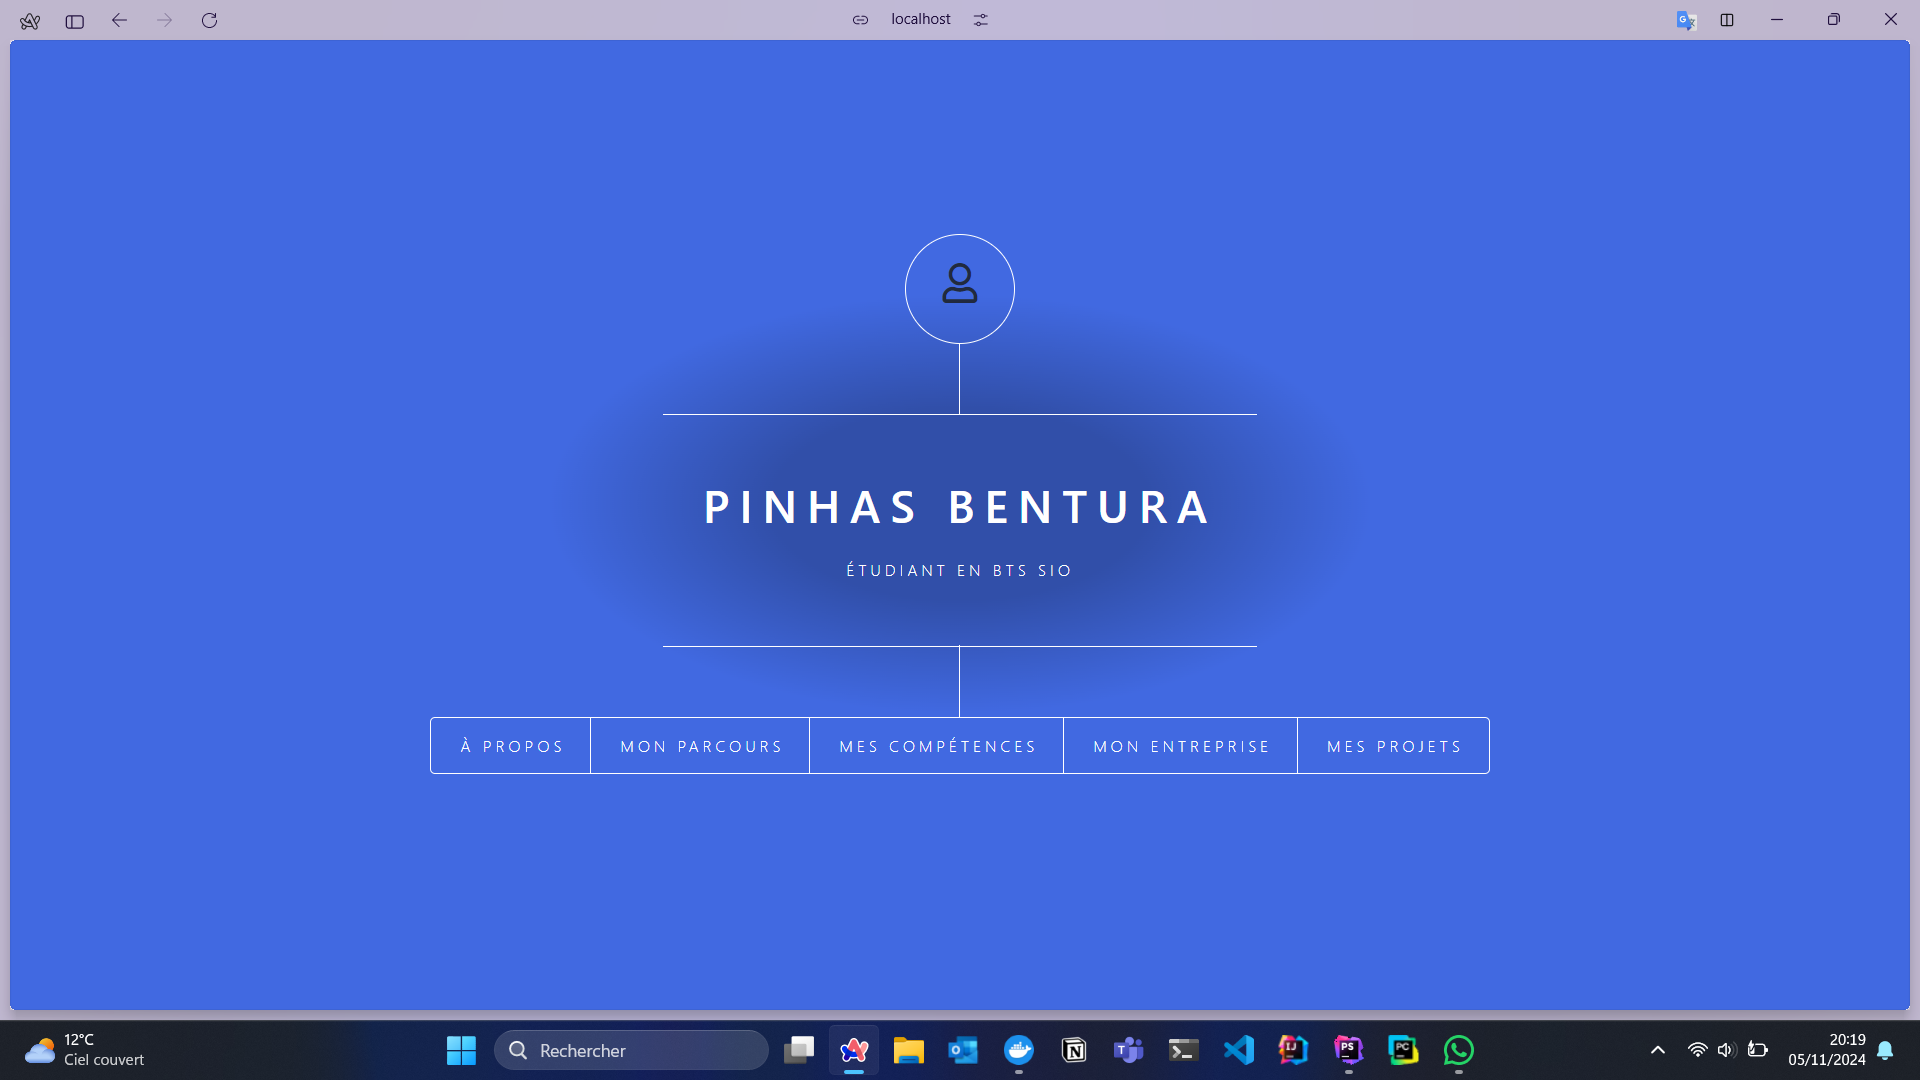 localhost
PINHAS BENTURA
ÉTUDIANT EN BTS SIO
À PROPOS
MON PARCOURS
MES COMPÉTENCES
MON ENTREPRISE
MES PROJETS
12°C
Ciel couvert
Rechercher
20:19
05/11/2024